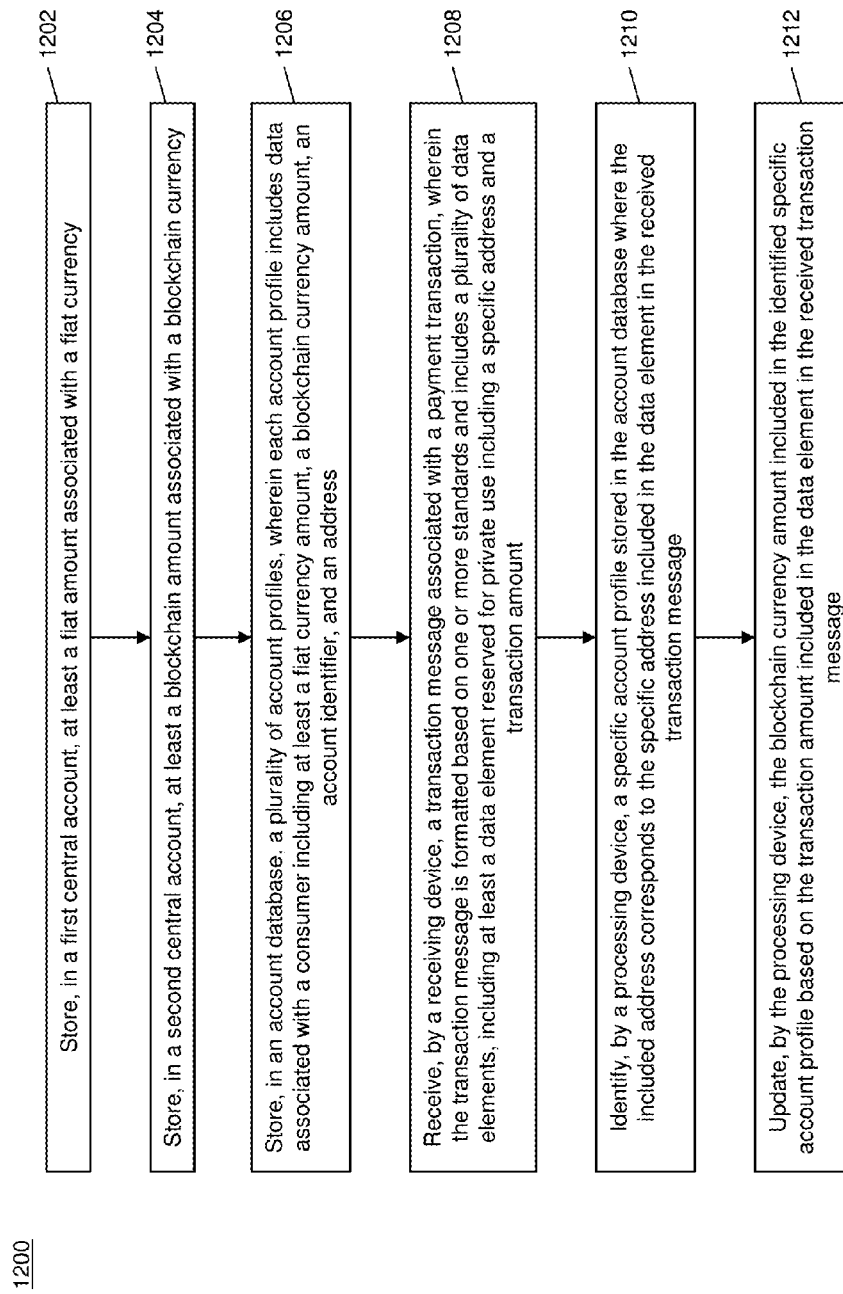 1200
Store, in a first central account, at least a fiat amount associated with a fiat currency
1202
Store, in a second central account, at least a blockchain amount associated with a blockchain currency
1204
Store, in an account database, a plurality of account profiles, wherein each account profile includes data
associated with a consumer including at least a fiat currency amount, a blockchain currency amount, an
account identifier, and an address
1206
Receive, by a receiving device, a transaction message associated with a payment transaction, wherein
the transaction message is formatted based on one or more standards and includes a plurality of data
elements, including at least a data element reserved for private use including a specific address and a
transaction amount
1208
Identify, by a processing device, a specific account profile stored in the account database where the
included address corresponds to the specific address included in the data element in the received
transaction message
1210
Update, by the processing device, the blockchain currency amount included in the identified specific
account profile based on the transaction amount included in the data element in the received transaction
message
1212